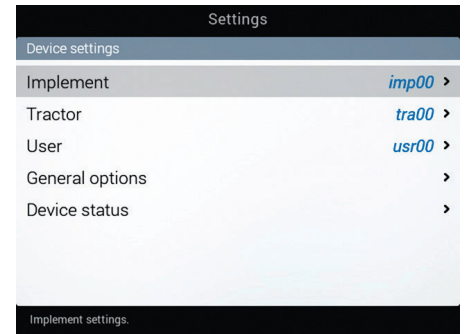 Settings
Device settings
Implement imp00 >
Tractor tra00 >
User usr00 >
General options >
Device status >
Implement settings.